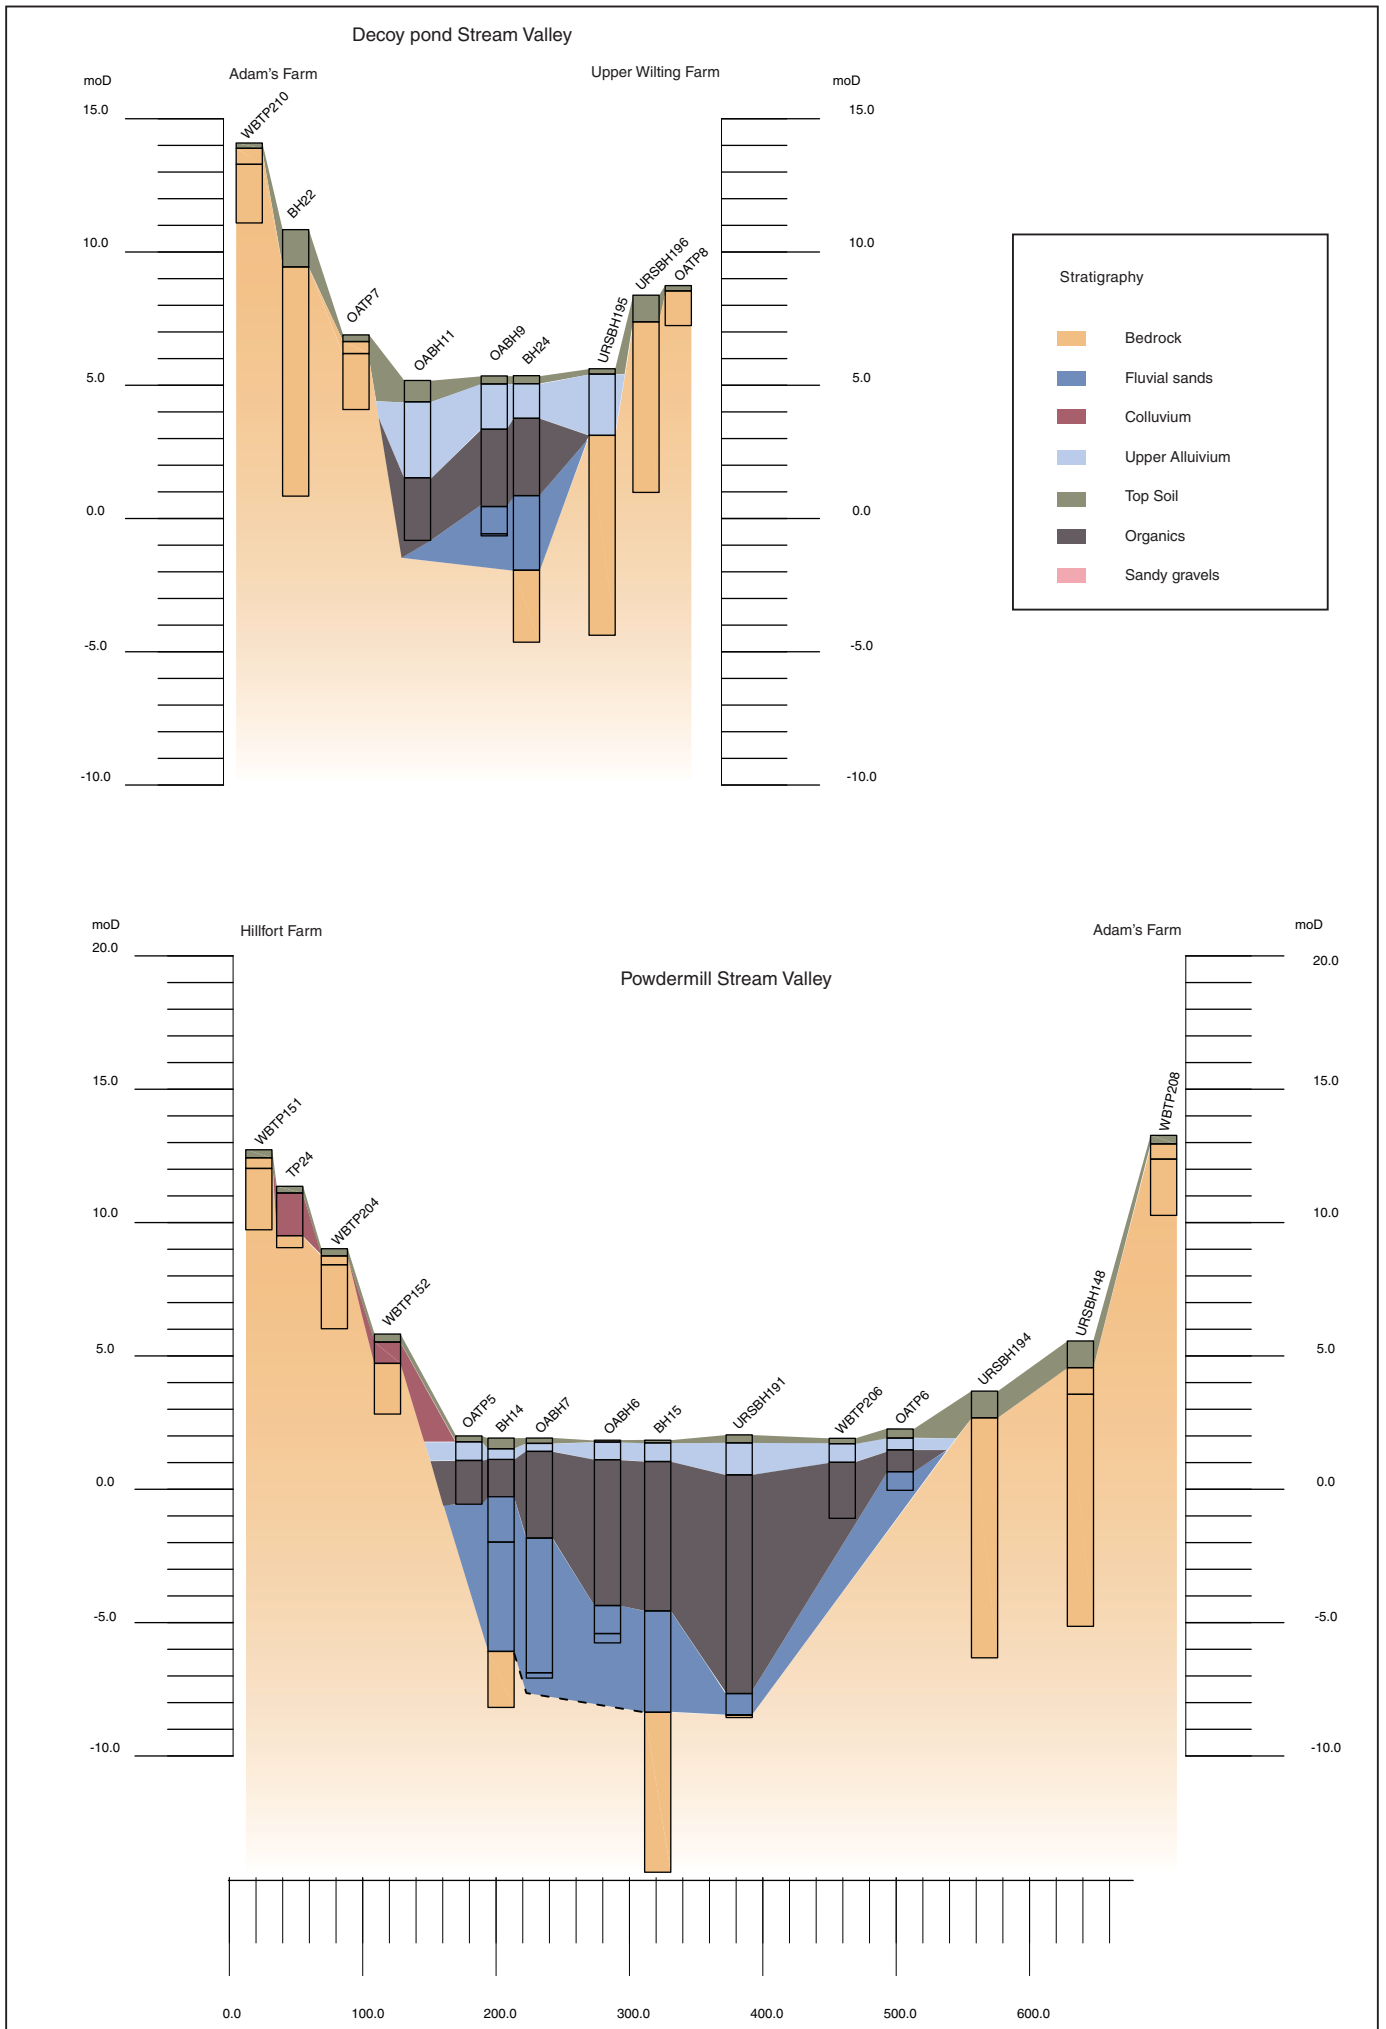 Decoy pond Stream Valley
Adam's Farm
Upper Wilting Farm
moD
moD
15.0
15.0
WBTP210
BH22
10.0
10.0
URSBH196
OATP8
OATP7
OABH11
OABH9
BH24
URSBH195
5.0
5.0
0.0
0.0
-5.0
-5.0
-10.0
-10.0
Stratigraphy
Bedrock
Fluvial sands
Colluvium
Upper Alluivium
Top Soil
Organics
Sandy gravels
moD
Hillfort Farm
Adam's Farm
moD
20.0
20.0
Powdermill Stream Valley
15.0
15.0
WBTP151
TP24
WBTP204
WBTP152
WBTP208
10.0
10.0
5.0
5.0
OATP5
BH14
OABH7
OABH6
BH15
URSBH191
WBTP206
OATP6
URSBH194
URSBH148
0.0
0.0
-5.0
-5.0
-10.0
-10.0
0.0 100.0 200.0 300.0 400.0 500.0 600.0